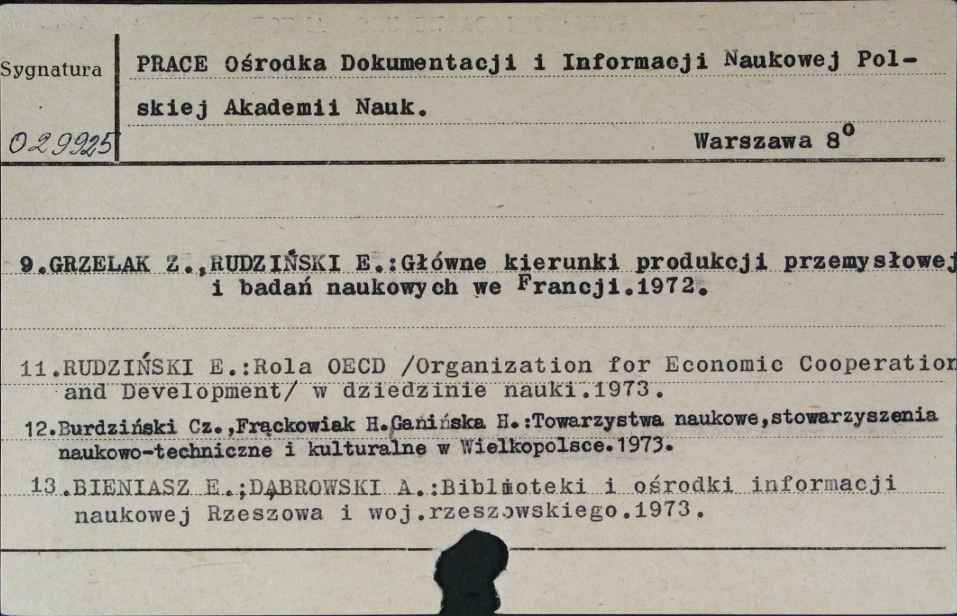 PRACE Ośrodka Dokumentacji i Informacji Naukowej Pol-
Sygnatura
skiej Akademii Nauk.
029925
Warszawa 8º
9.GRZELAK Z.,RUDZIŃSKI E.:Główne kierunki produkcji przemysłowej
i badań naukowych we Francji.1972.
11.RUDZIŃSKI E.:Rola OECD /Organization for Economic Cooperation
and Development/ w dziedzinie nauki.1973.
12.Burdziński Cz.,Frąckowiak H.Ganińska H.:Towarzystwa naukowe,stowarzyszenia
naukowo-techniczne i kulturalne w Wielkopolsce.1973.
13.BIENIASZ E.;DĄBROWSKI A.:Biblioteki i ośrodki informacji
naukowej Rzeszowa i woj.rzeszowskiego.1973.